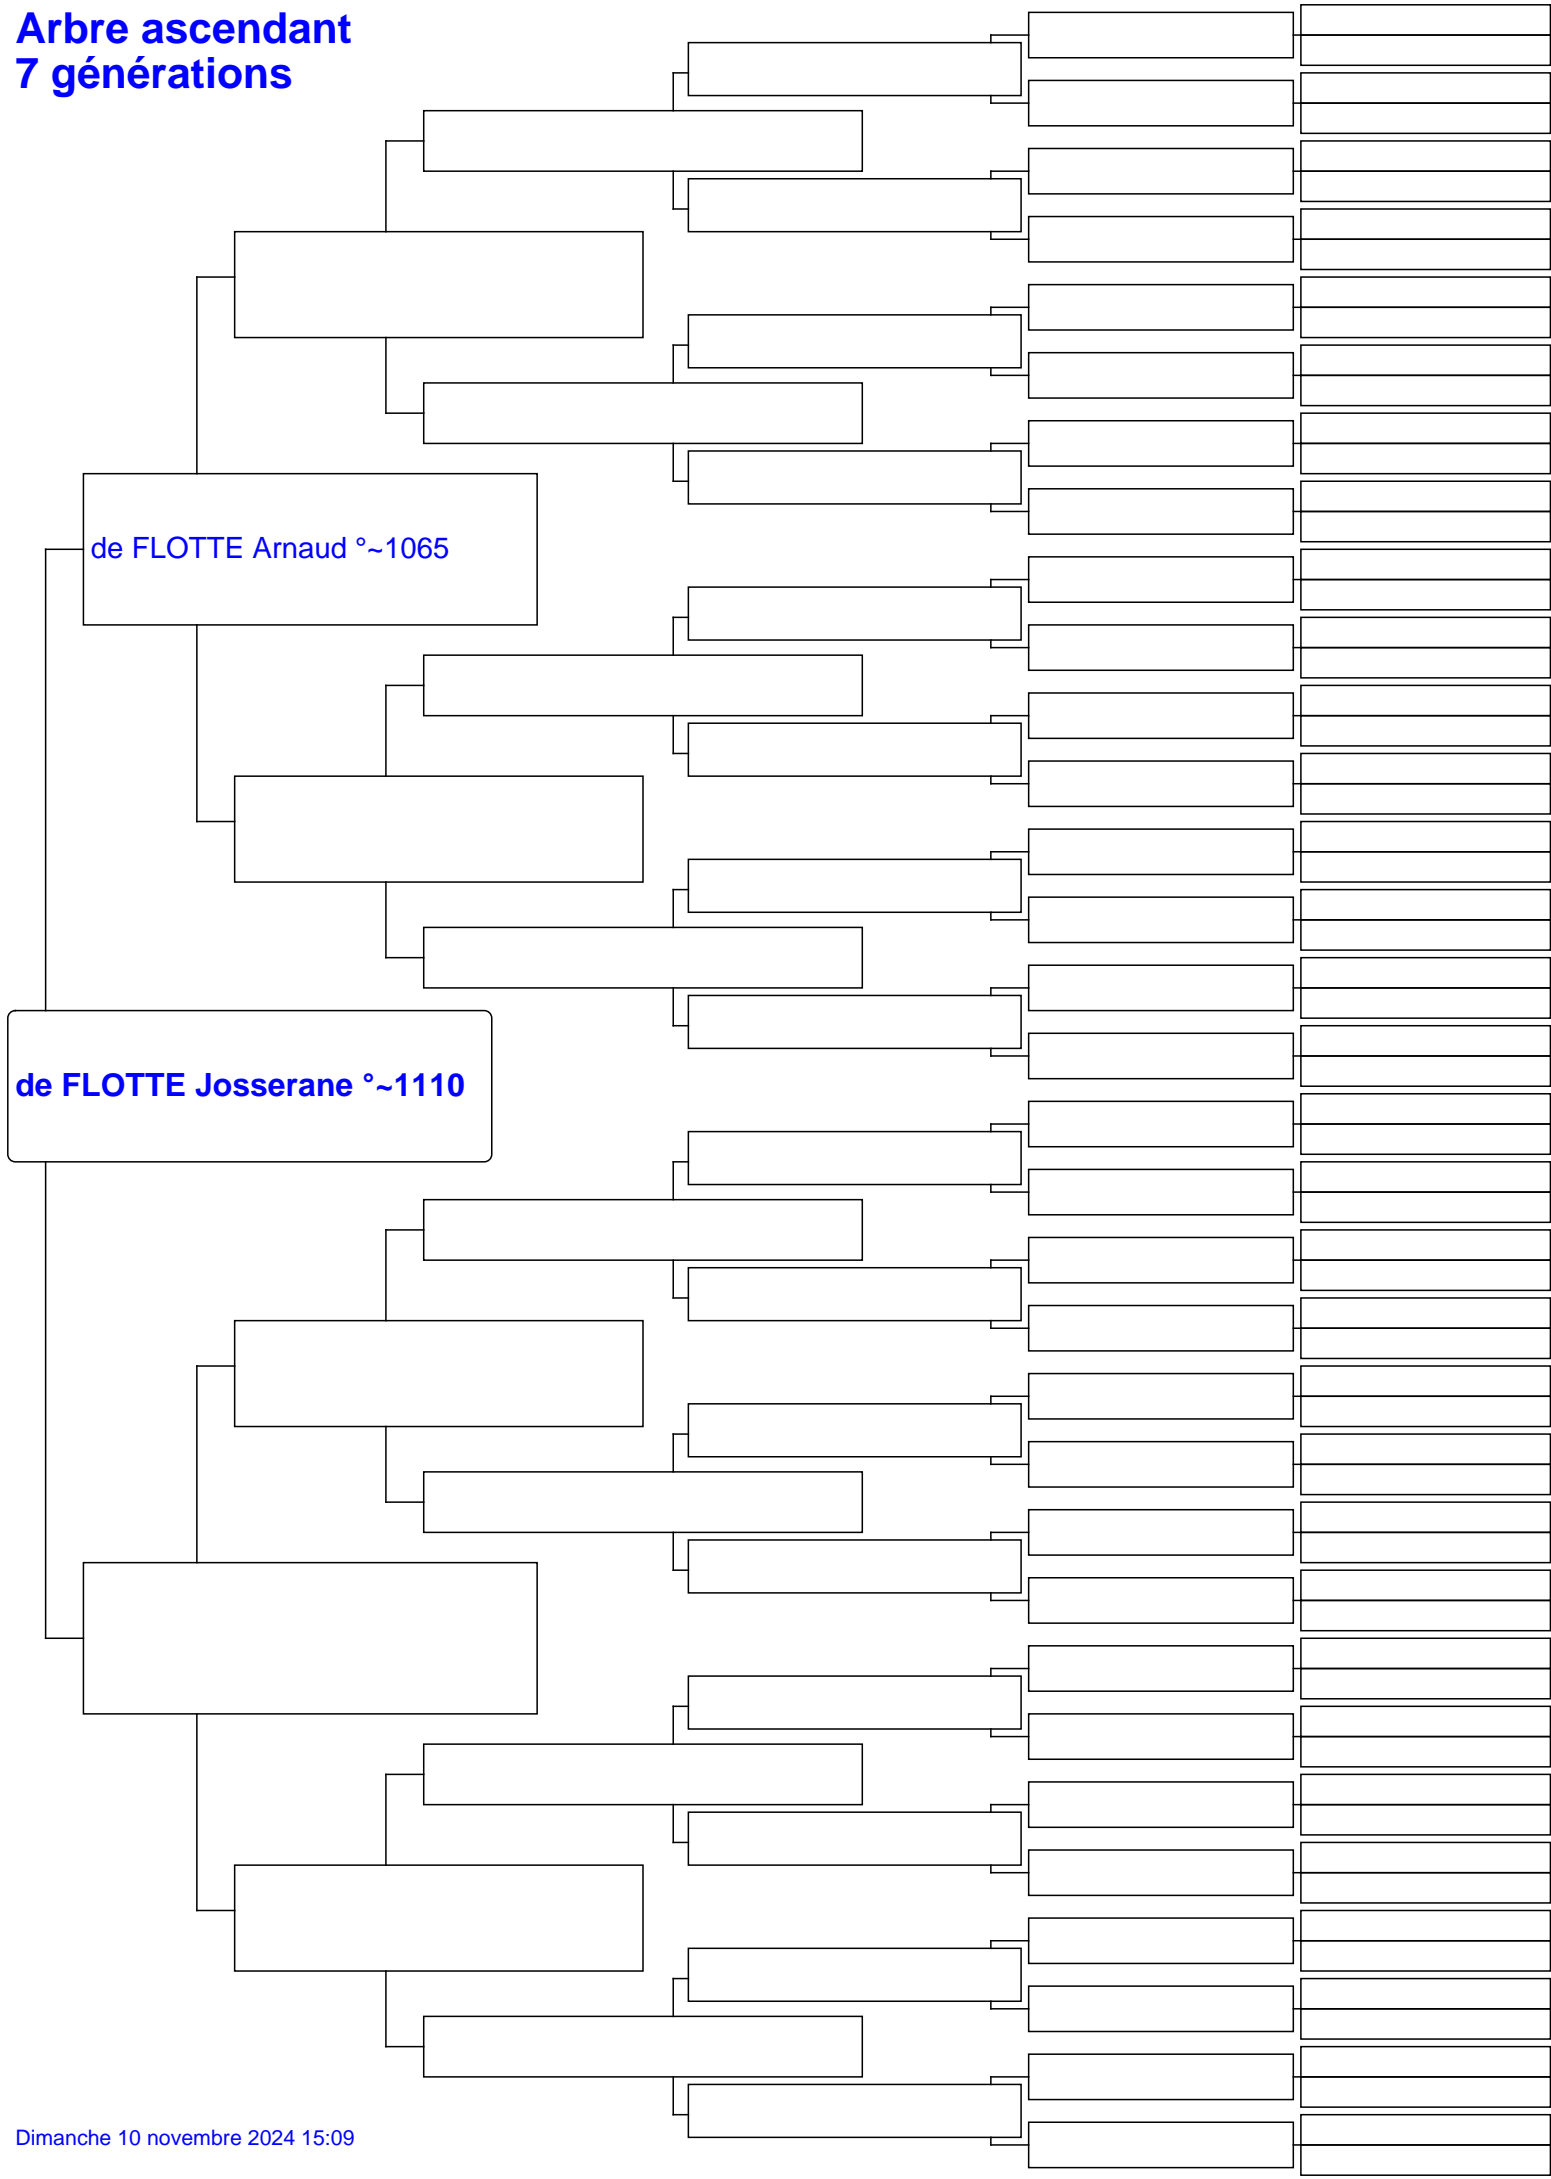 Arbre ascendant
7 générations
de FLOTTE Arnaud °~1065
de FLOTTE Josserane °~1110
Dimanche 10 novembre 2024 15:09